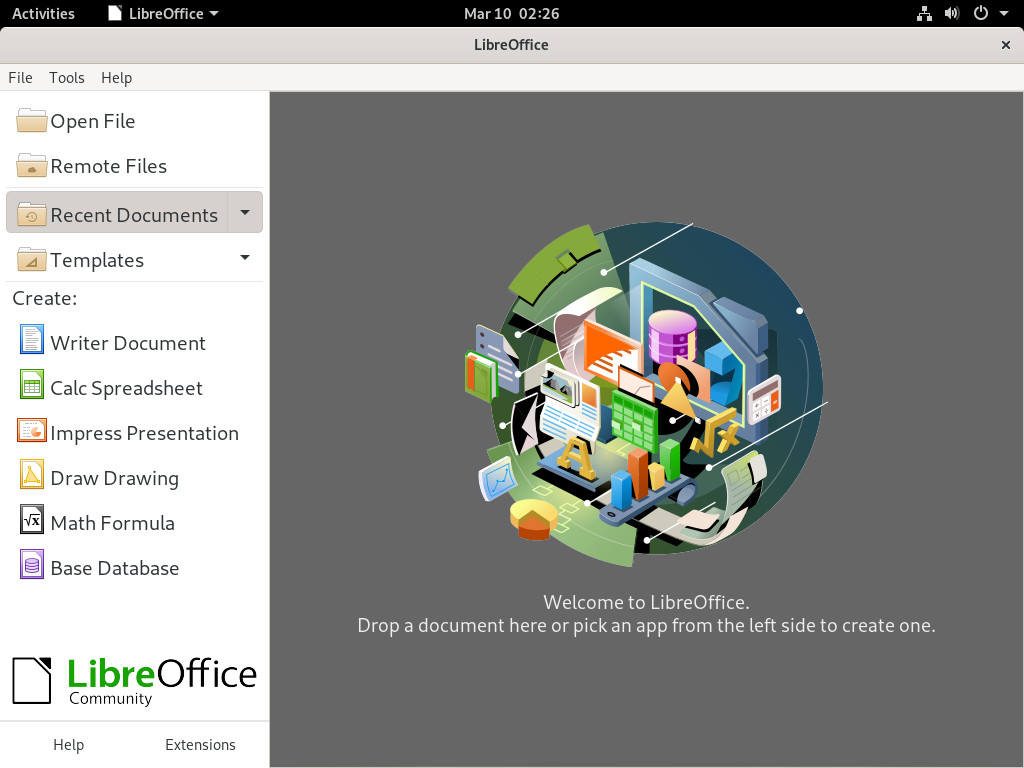 Activities LibreOffice Mar 10 02:26
LibreOffice
File Tools Help
Open File
Remote Files
Recent Documents
Templates
Create:
Writer Document
Calc Spreadsheet
Impress Presentation
Draw Drawing
Math Formula
Base Database
LibreOffice
Community
Help Extensions
Welcome to LibreOffice.
Drop a document here or pick an app from the left side to create one.